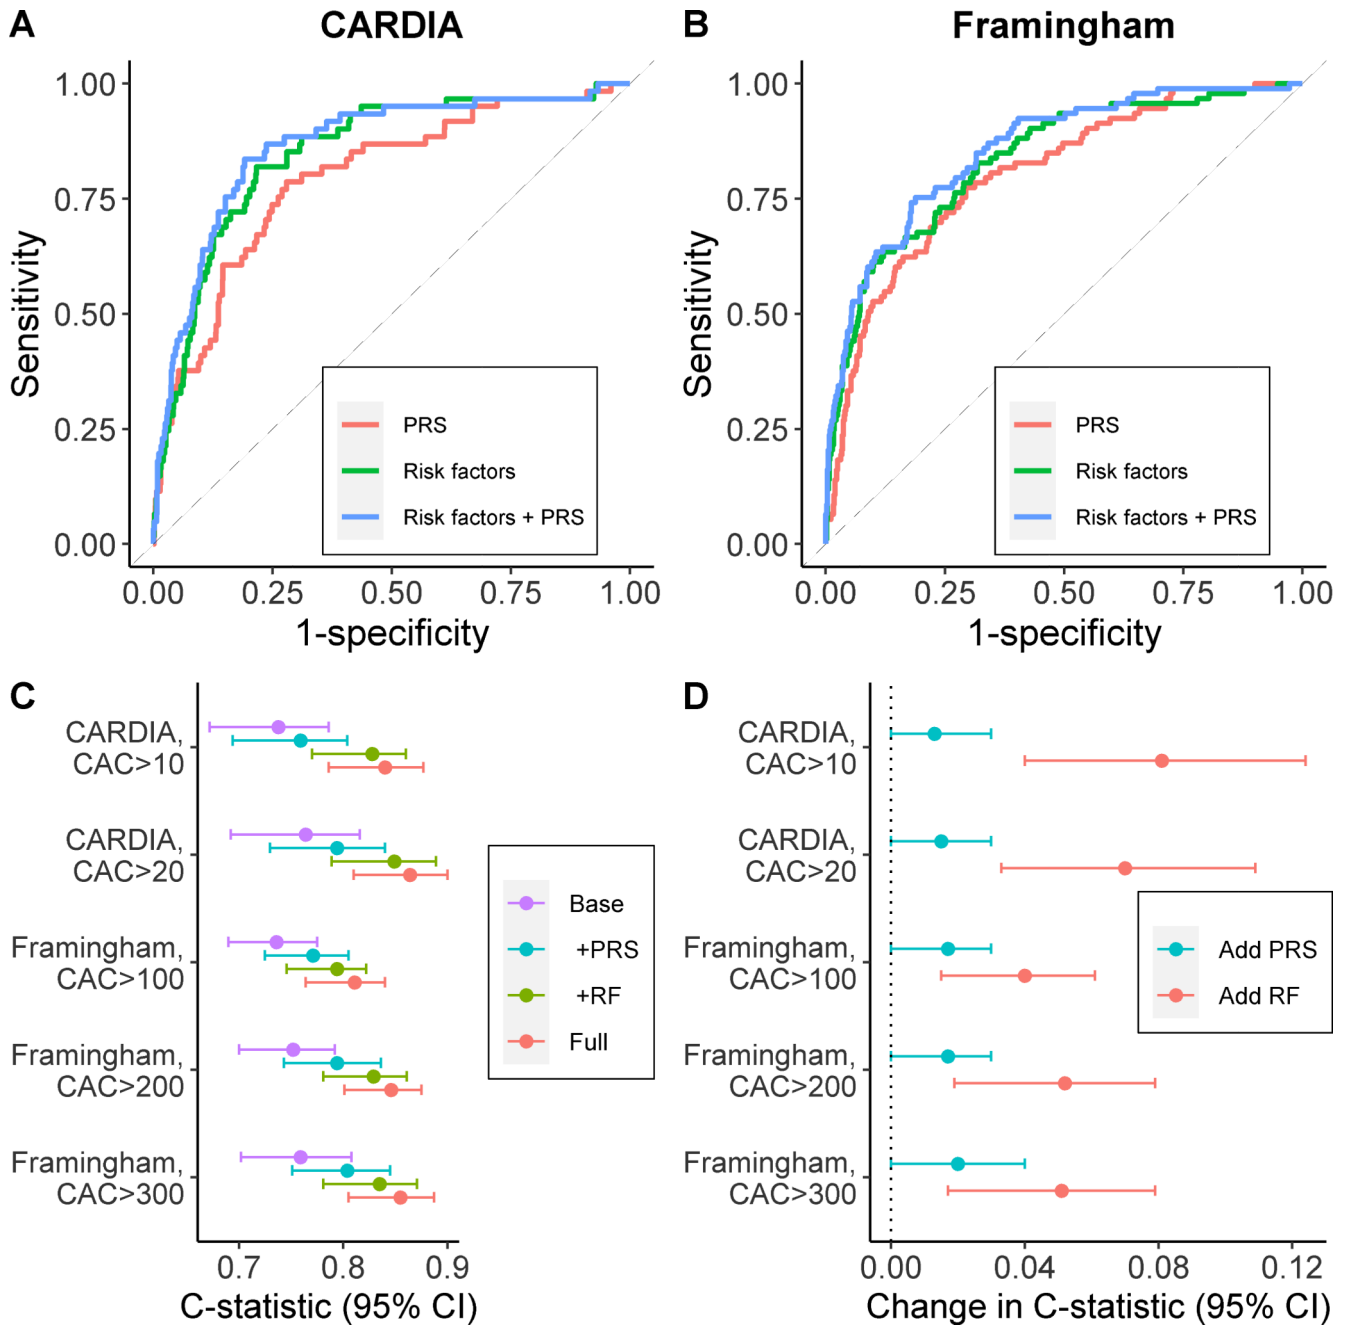 A
CARDIA
1.00
0.75
0.50
0.25
0.00
Sensitivity
PRS
Risk factors
Risk factors + PRS
0.00 0.25 0.50 0.75 1.00
1-specificity
B
Framingham
1.00
0.75
0.50
0.25
0.00
Sensitivity
PRS
Risk factors
Risk factors + PRS
0.00 0.25 0.50 0.75 1.00
1-specificity
C
CARDIA,
CAC>10
CARDIA,
CAC>20
Framingham,
CAC>100
Framingham,
CAC>200
Framingham,
CAC>300
Base
+PRS
+RF
Full
0.7 0.8 0.9
C-statistic (95% CI)
D
CARDIA,
CAC>10
CARDIA,
CAC>20
Framingham,
CAC>100
Framingham,
CAC>200
Framingham,
CAC>300
Add PRS
Add RF
0.00 0.04 0.08 0.12
Change in C-statistic (95% CI)